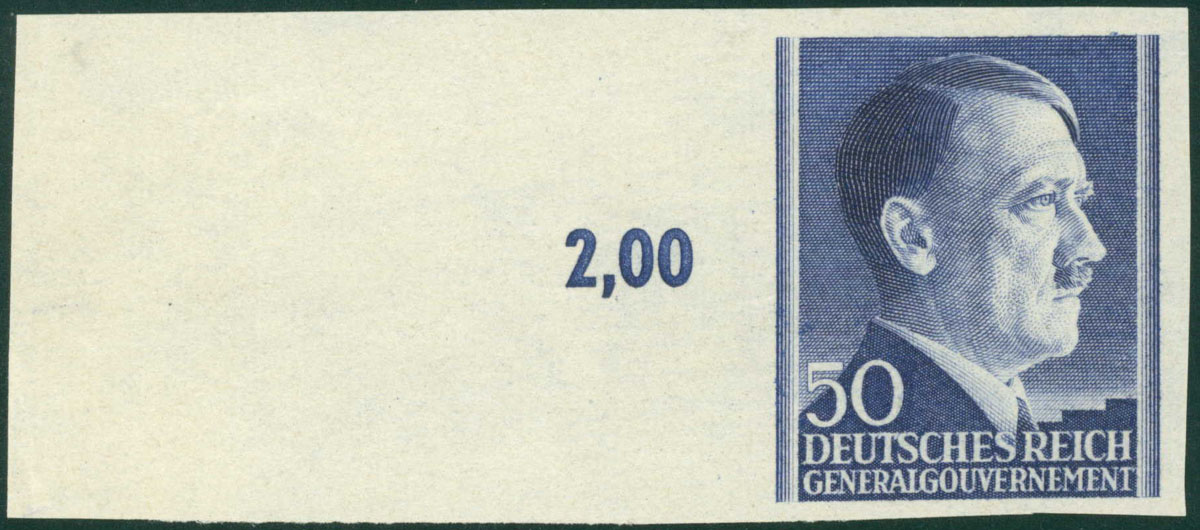 2,00
50
DEUTSCHES REICH
GENERALGOUVERNEMENT